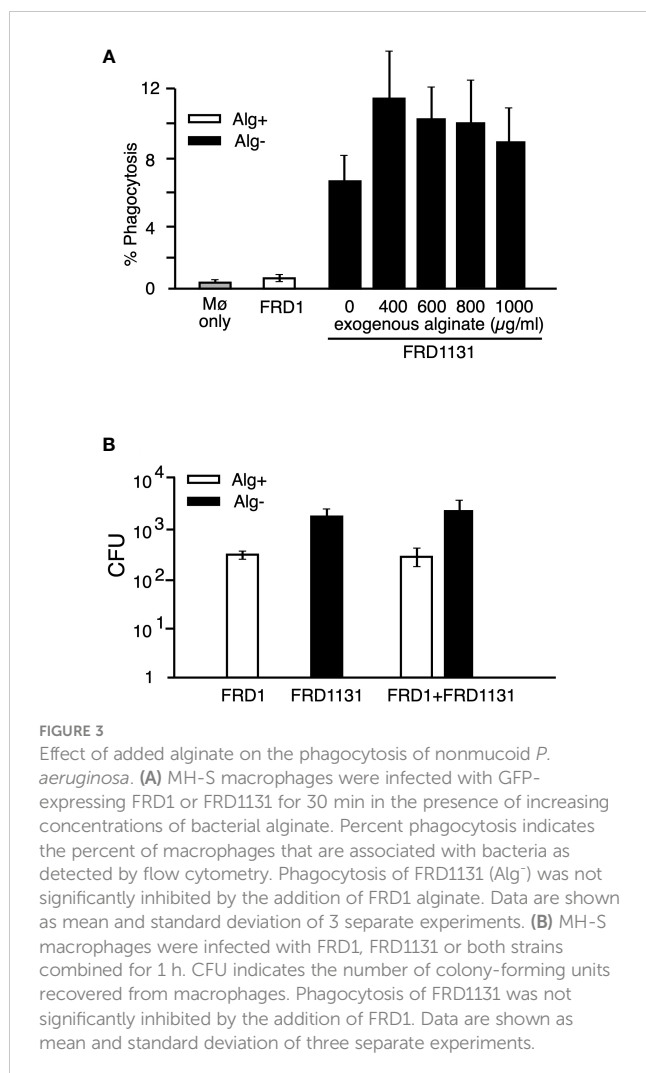 A
12
8
4
0
% Phagocytosis
Alg+
Alg-
Mø
only
FRD1
0 400 600 800 1000
exogenous alginate (µg/ml)
FRD1131
B
10⁴
10³
10²
10¹
1
CFU
Alg+
Alg-
FRD1 FRD1131 FRD1+FRD1131
FIGURE 3
Effect of added alginate on the phagocytosis of nonmucoid P.
aeruginosa. (A) MH-S macrophages were infected with GFP-
expressing FRD1 or FRD1131 for 30 min in the presence of increasing
concentrations of bacterial alginate. Percent phagocytosis indicates
the percent of macrophages that are associated with bacteria as
detected by flow cytometry. Phagocytosis of FRD1131 (Alg⁻) was not
significantly inhibited by the addition of FRD1 alginate. Data are shown
as mean and standard deviation of 3 separate experiments. (B) MH-S
macrophages were infected with FRD1, FRD1131 or both strains
combined for 1 h. CFU indicates the number of colony-forming units
recovered from macrophages. Phagocytosis of FRD1131 was not
significantly inhibited by the addition of FRD1. Data are shown as
mean and standard deviation of three separate experiments.